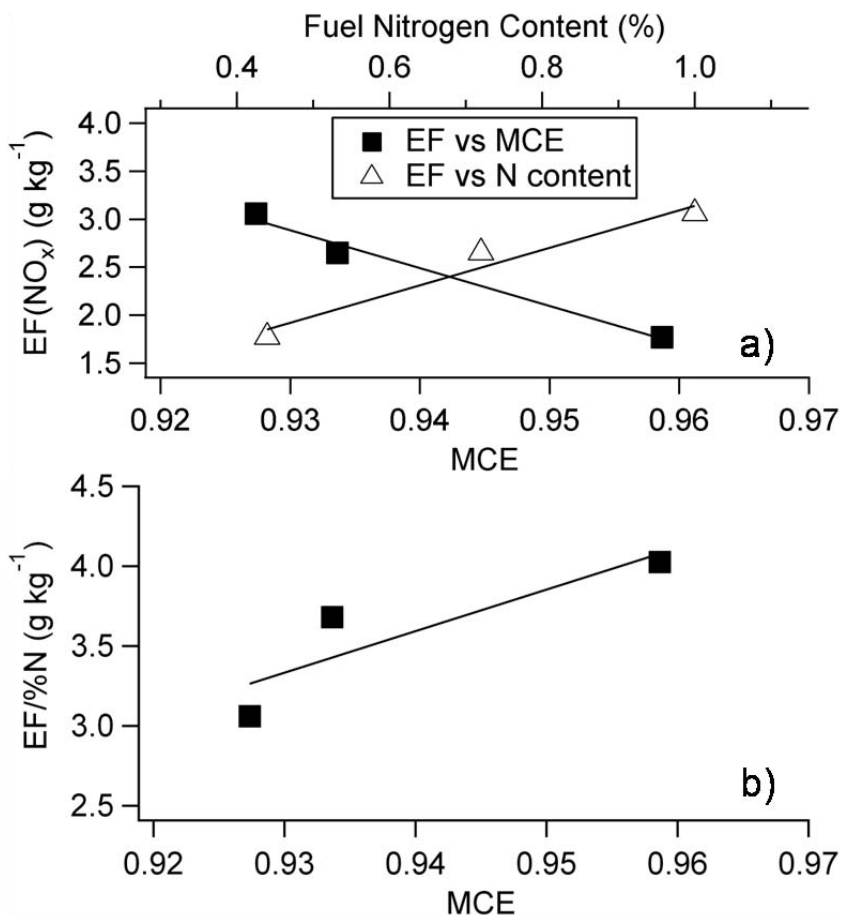 Fuel Nitrogen Content (%)
0.4 0.6 0.8 1.0
EF(NOx) (g kg-1)
4.0
3.5
3.0
2.5
2.0
1.5
EF vs MCE
EF vs N content
a)
0.92 0.93 0.94 0.95 0.96 0.97
MCE
EF/%N (g kg-1)
4.5
4.0
3.5
3.0
2.5
b)
0.92 0.93 0.94 0.95 0.96 0.97
MCE